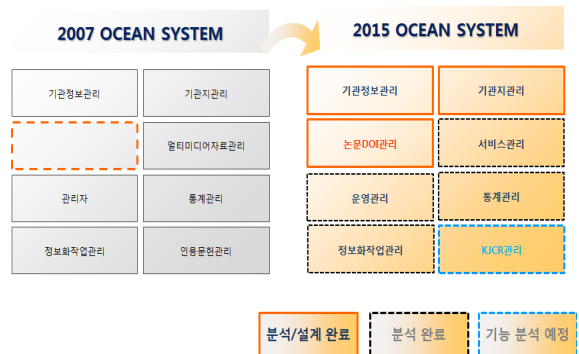 2007 OCEAN SYSTEM
2015 OCEAN SYSTEM
기관정보관리
기관지관리
멀티미디어자료관리
관리자
통계관리
정보화작업관리
인용문헌관리
기관정보관리
기관지관리
논문DOI관리
서비스관리
운영관리
통계관리
정보화작업관리
KJCR관리
분석/설계 완료
분석 완료
기능 분석 예정